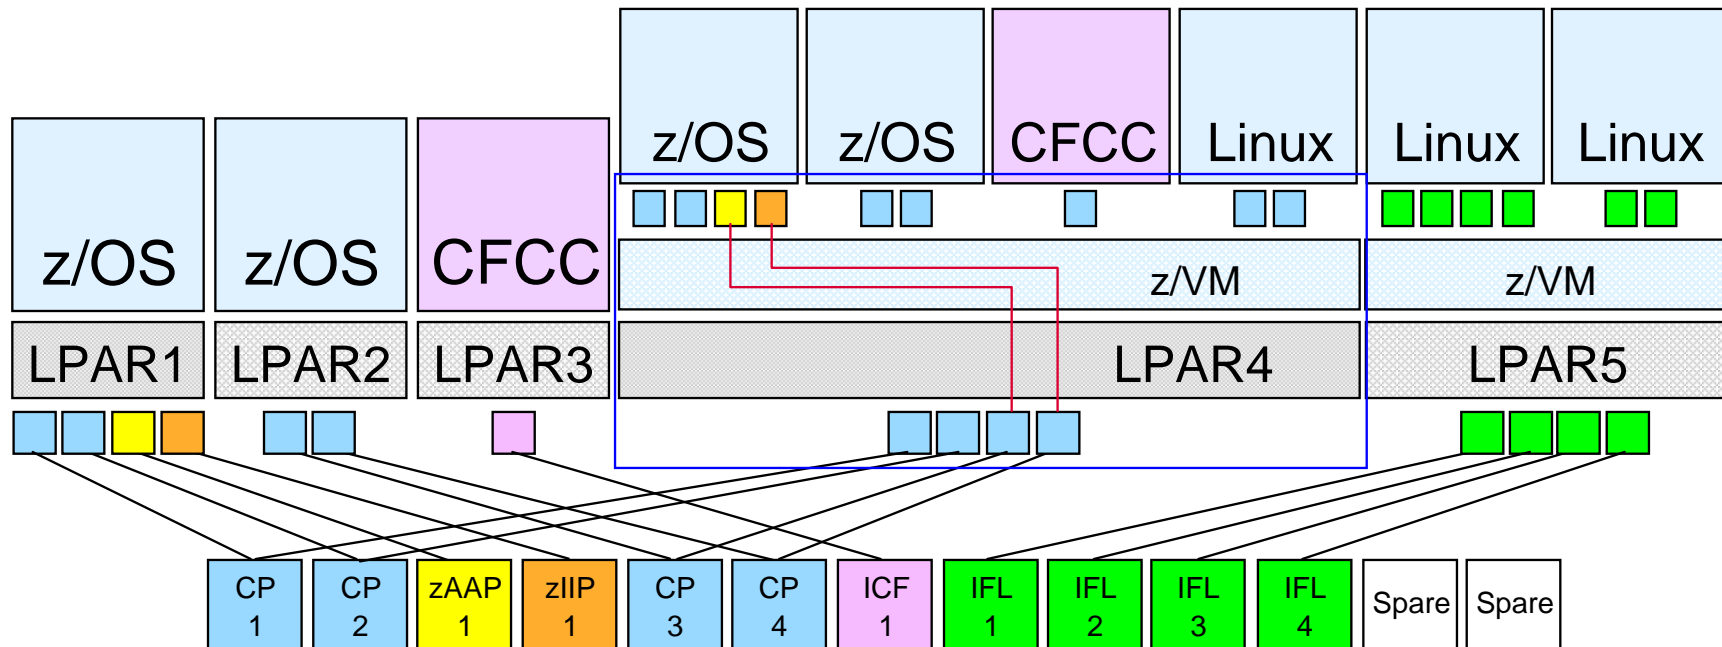 z/OS
z/OS
CFCC
Linux
Linux
Linux
z/OS
z/OS
CFCC
z/VM
z/VM
LPAR1
LPAR2
LPAR3
LPAR4
LPAR5
CP
1
CP
2
zAAP
1
zIIP
1
CP
3
CP
4
ICF
1
IFL
1
IFL
2
IFL
3
IFL
4
Spare
Spare